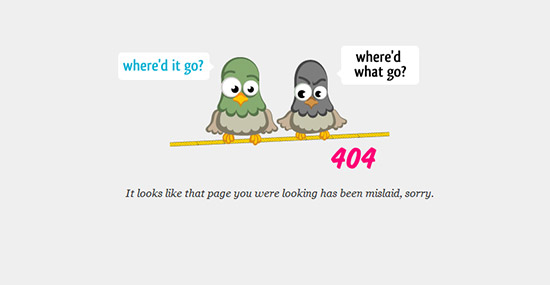 where'd it go?
where'd
what go?
404
It looks like that page you were looking has been mislaid, sorry.